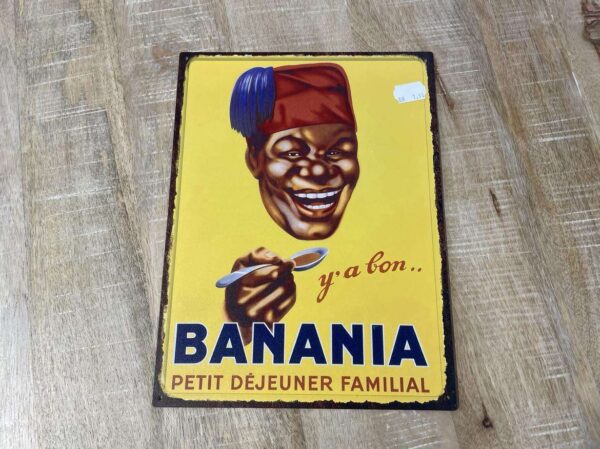 y'a bon..
BANANIA
PETIT DÉJEUNER FAMILIAL